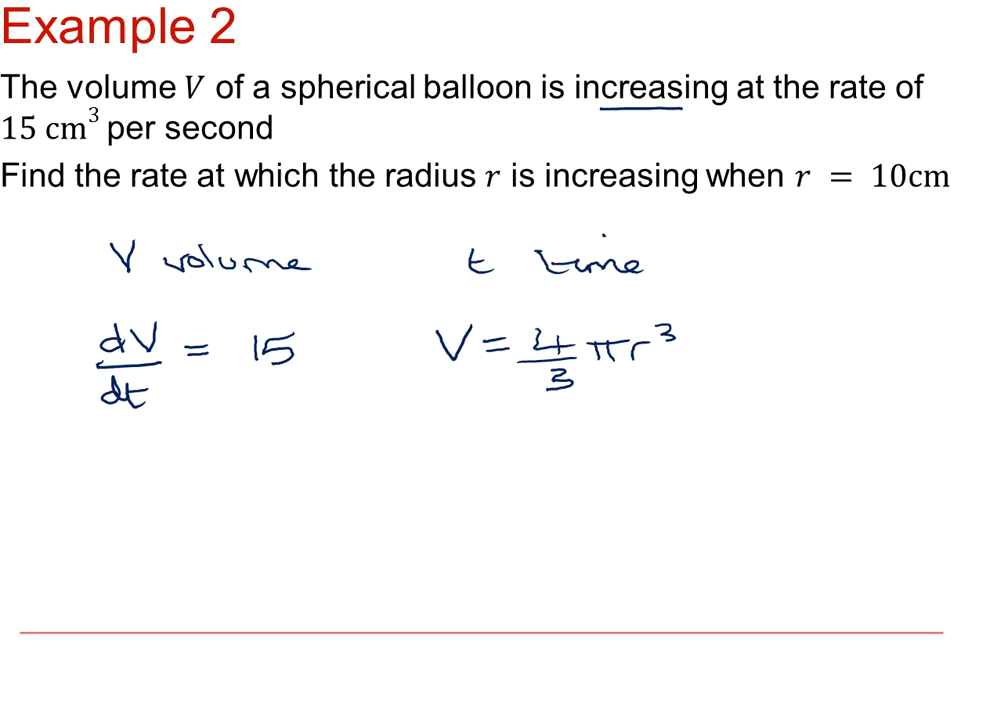 Example 2
The volume V of a spherical balloon is increasing at the rate of
15 cm³ per second
Find the rate at which the radius r is increasing when r = 10cm
V volume t time
dV/dt = 15 V = 4/3 πr³